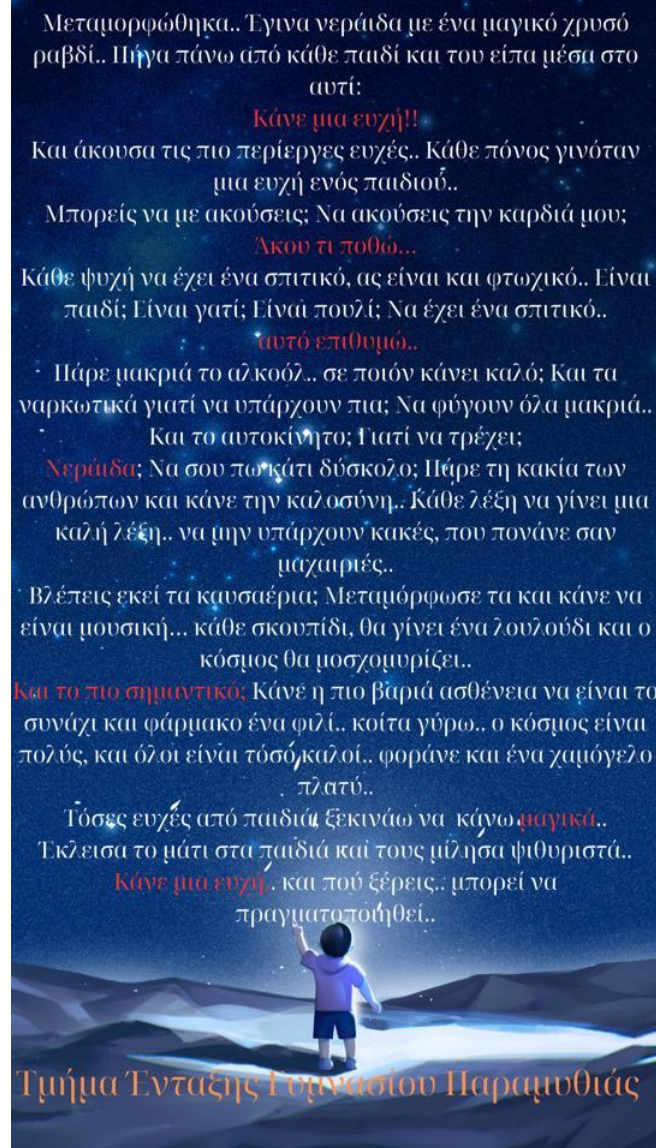 Μεταμορφώθηκα.. Έγινα νεράιδα με ένα μαγικό χρυσό
ραβδί.. Πήγα πάνω από κάθε παιδί και του είπα μέσα στο
αυτί:
Κάνε μια ευχή!!
Και άκουσα τις πιο περίεργες ευχές.. Κάθε πόνος γινόταν
μια ευχή ενός παιδιού..
Μπορείς να με ακούσεις; Να ακούσεις την καρδιά μου;
Άκου τι ποθώ...
Κάθε ψυχή να έχει ένα σπιτικό, ας είναι και φτωχικό.. Είναι
παιδί; Είναι γατί; Είναι πουλί; Να έχει ένα σπιτικό..
αυτό επιθυμώ..
Πάρε μακριά το αλκοόλ.. σε ποιόν κάνει καλό; Και τα
ναρκωτικά γιατί να υπάρχουν πια; Να φύγουν όλα μακριά..
Και το αυτοκίνητο; Γιατί να τρέχει;
Νεράιδα; Να σου πω κάτι δύσκολο; Πάρε τη κακία των
ανθρώπων και κάνε την καλοσύνη.. Κάθε λέξη να γίνει μια
καλή λέξη.. να μην υπάρχουν κακές, που πονάνε σαν
μαχαιριές..
Βλέπεις εκεί τα καυσαέρια; Μεταμόρφωσε τα και κάνε να
είναι μουσική... κάθε σκουπίδι, θα γίνει ένα λουλούδι και ο
κόσμος θα μοσχομυρίζει..
Και το πιο σημαντικό; Κάνε η πιο βαριά ασθένεια να είναι το
συνάχι και φάρμακο ένα φιλί.. κοίτα γύρω.. ο κόσμος είναι
πολύς, και όλοι είναι τόσο καλοί.. φοράνε και ένα χαμόγελο
πλατύ..
Τόσες ευχές από παιδιά, ξεκινάω να κάνω μαγικά..
Έκλεισα το μάτι στα παιδιά και τους μίλησα ψιθυριστά..
Κάνε μια ευχή.. και πού ξέρεις.. μπορεί να
πραγματοποιηθεί..
Τμήμα Ένταξης Γυμνασίου Παραμυθιάς